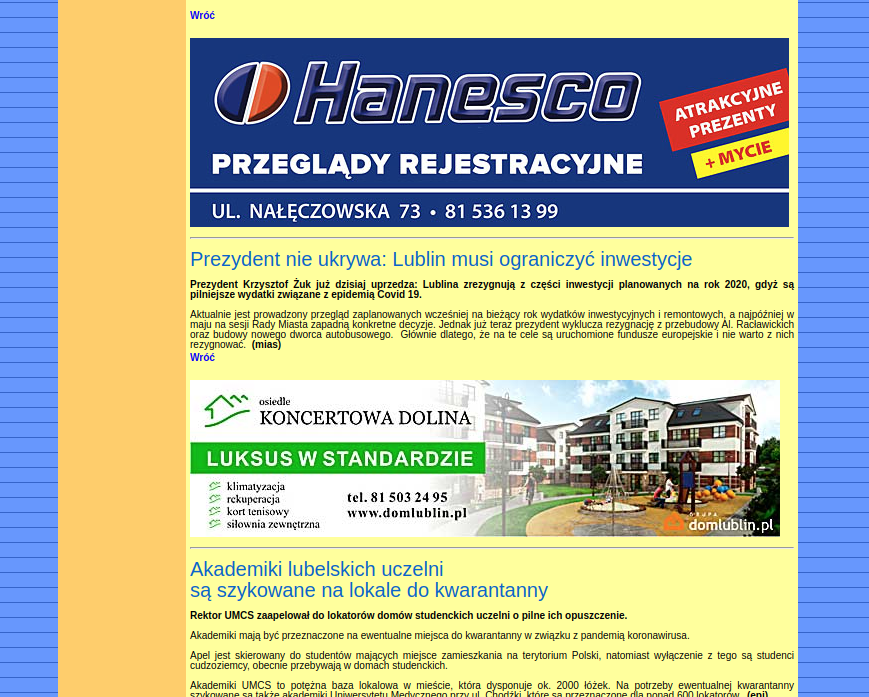 Wróć
Hanesco
ATRAKCYJNE
PREZENTY
+ MYCIE
PRZEGLĄDY REJESTRACYJNE
UL. NAŁĘCZOWSKA 73 • 81 536 13 99
Prezydent nie ukrywa: Lublin musi ograniczyć inwestycje
Prezydent Krzysztof Żuk już dzisiaj uprzedza: Lublina zrezygnują z części inwestycji planowanych na rok 2020, gdyż są
pilniejsze wydatki związane z epidemią Covid 19.
Aktualnie jest prowadzony przegląd zaplanowanych wcześniej na bieżący rok wydatków inwestycyjnych i remontowych, a najpóźniej w
maju na sesji Rady Miasta zapadną konkretne decyzje. Jednak już teraz prezydent wyklucza rezygnację z przebudowy Al. Racławickich
oraz budowy nowego dworca autobusowego.  Głównie dlatego, że na te cele są uruchomione fundusze europejskie i nie warto z nich
rezygnować.  (mias)
Wróć
osiedle
KONCERTOWA DOLINA
LUKSUS W STANDARDZIE
klimatyzacja
rekuperacja
kort tenisowy
siłownia zewnętrzna
tel. 81 503 24 95
www.domlublin.pl
GRUPA
domlublin.pl
Akademiki lubelskich uczelni
są szykowane na lokale do kwarantanny
Rektor UMCS zaapelował do lokatorów domów studenckich uczelni o pilne ich opuszczenie.
Akademiki mają być przeznaczone na ewentualne miejsca do kwarantanny w związku z pandemią koronawirusa.
Apel jest skierowany do studentów mających miejsce zamieszkania na terytorium Polski, natomiast wyłączenie z tego są studenci
cudzoziemcy, obecnie przebywają w domach studenckich.
Akademiki UMCS to potężna baza lokalowa w mieście, która dysponuje ok. 2000 łóżek. Na potrzeby ewentualnej kwarantanny
szykowane są także akademiki Uniwersytetu Medycznego przy ul. Chodźki, które są przeznaczone dla ponad 600 lokatorów.  (epi)